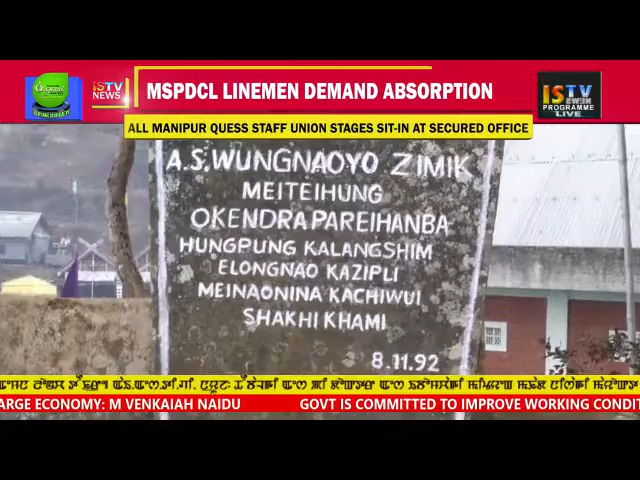 ISTV
NEWS
MSPDCL LINEMEN DEMAND ABSORPTION
ALL MANIPUR QUESS STAFF UNION STAGES SIT-IN AT SECURED OFFICE
ISTV
PROGRAMME
LIVE
A.S.WUNGNAOYO ZIMIK
MEITEIHUNG
OKENDRA PAREIHANBA
HUNGPUNG KALANGSHIM
ELONGNAO KAZIPLI
MEINAONINA KACHIWUI
SHAKHI KHAMI
8.11.92
ARGE ECONOMY: M VENKAIAH NAIDU GOVT IS COMMITTED TO IMPROVE WORKING CONDIT